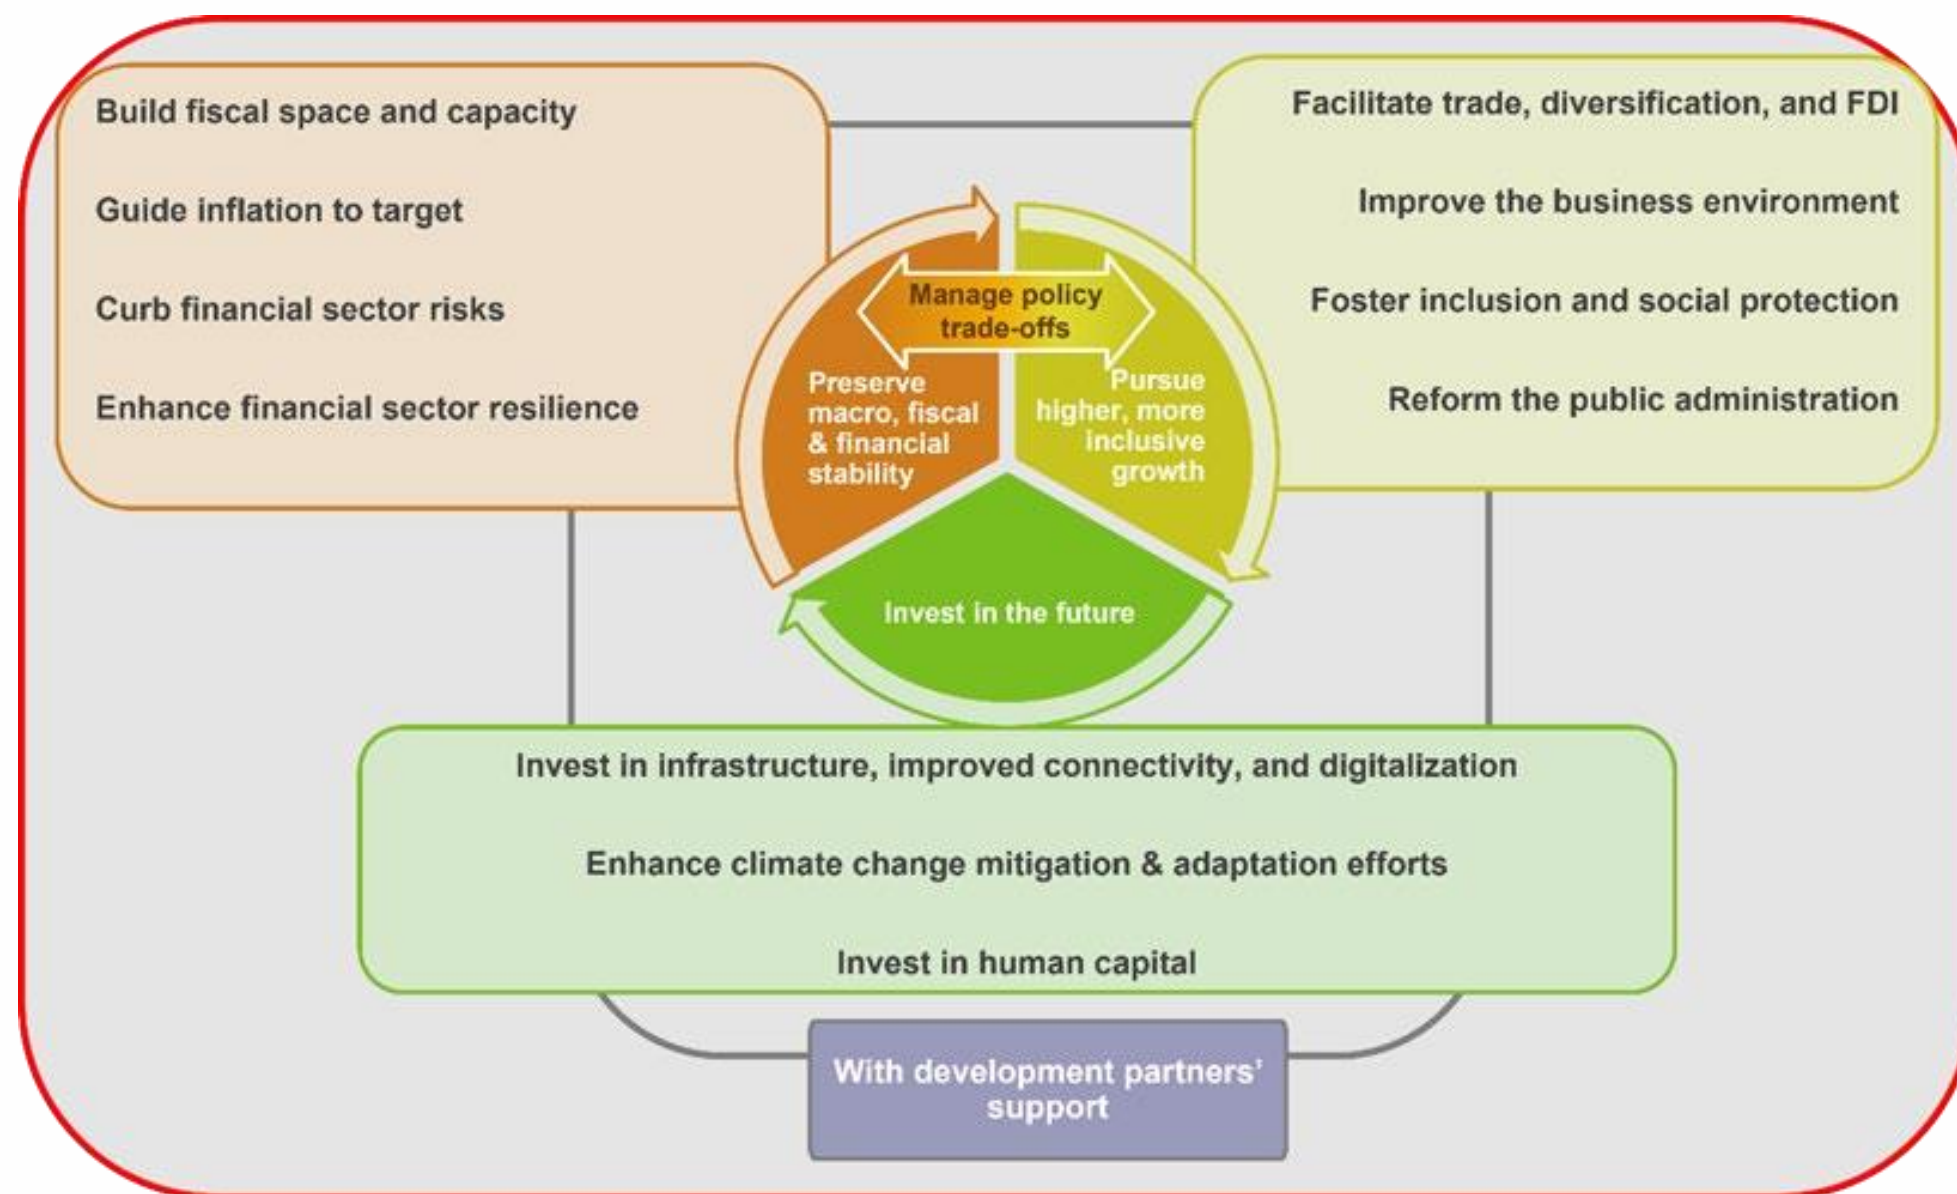 Build fiscal space and capacity
Guide inflation to target
Curb financial sector risks
Enhance financial sector resilience
Facilitate trade, diversification, and FDI
Improve the business environment
Foster inclusion and social protection
Reform the public administration
Manage policy
trade-offs
Preserve
macro, fiscal
& financial
stability
Pursue
higher, more
inclusive
growth
Invest in the future
Invest in infrastructure, improved connectivity, and digitalization
Enhance climate change mitigation & adaptation efforts
Invest in human capital
With development partners'
support